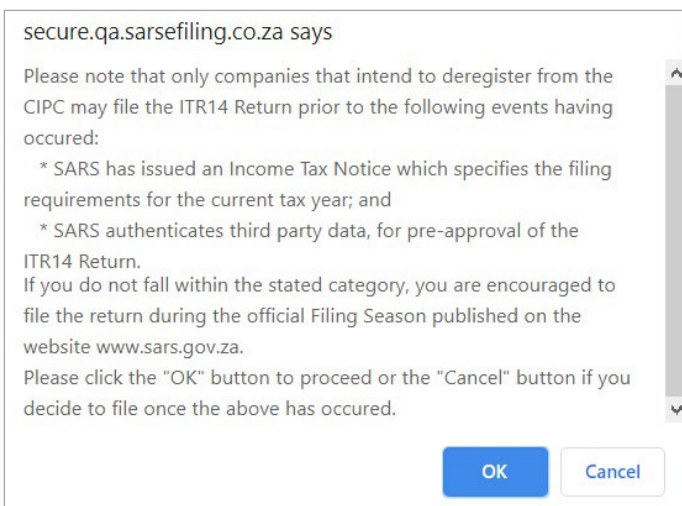 secure.qa.sarsefiling.co.za says
Please note that only companies that intend to deregister from the
CIPC may file the ITR14 Return prior to the following events having
occured:
* SARS has issued an Income Tax Notice which specifies the filing
requirements for the current tax year; and
* SARS authenticates third party data, for pre-approval of the
ITR14 Return.
If you do not fall within the stated category, you are encouraged to
file the return during the official Filing Season published on the
website www.sars.gov.za.
Please click the "OK" button to proceed or the "Cancel" button if you
decide to file once the above has occured.
OK Cancel